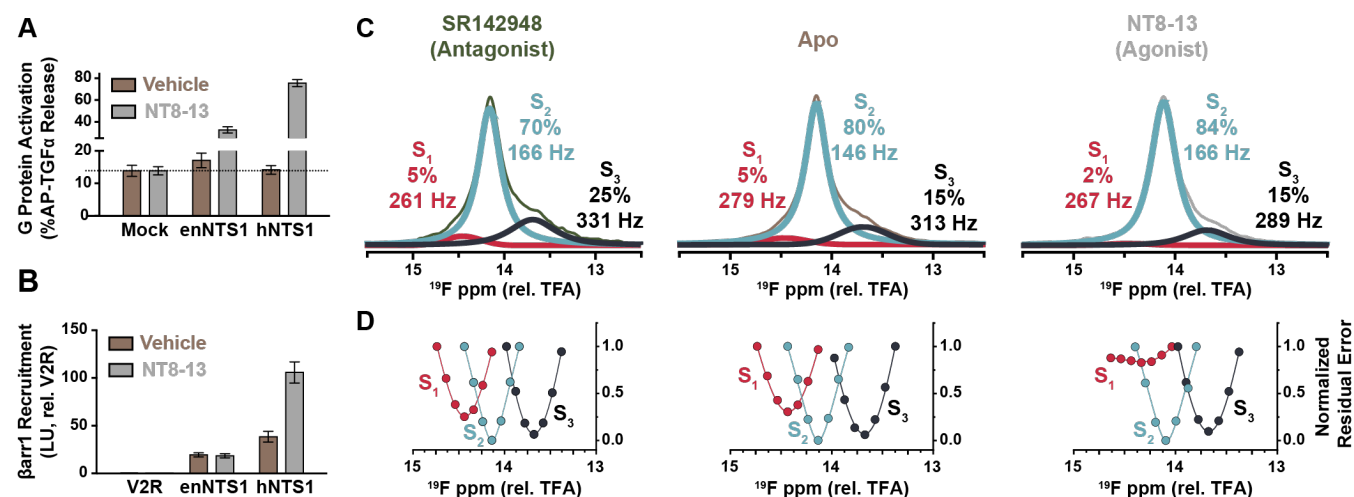 A
G Protein Activation
(%AP-TGFα Release)
80
60
40
20
20
10
0
Vehicle
NT8-13
Mock
enNTS1
hNTS1
B
βarr1 Recruitment
(LU, rel. V2R)
150
100
50
0
Vehicle
NT8-13
V2R
enNTS1
hNTS1
C
SR142948
(Antagonist)
S1
5%
261 Hz
S2
70%
166 Hz
S3
25%
331 Hz
15
14
13
19F ppm (rel. TFA)
Apo
S1
5%
279 Hz
S2
80%
146 Hz
S3
15%
313 Hz
15
14
13
19F ppm (rel. TFA)
NT8-13
(Agonist)
S1
2%
267 Hz
S2
84%
166 Hz
S3
15%
289 Hz
15
14
13
19F ppm (rel. TFA)
D
S1
S2
S3
1.0
0.5
0.0
15
14
13
19F ppm (rel. TFA)
S1
S2
S3
1.0
0.5
0.0
15
14
13
19F ppm (rel. TFA)
S1
S2
S3
1.0
0.5
0.0
Normalized
Residual Error
15
14
13
19F ppm (rel. TFA)